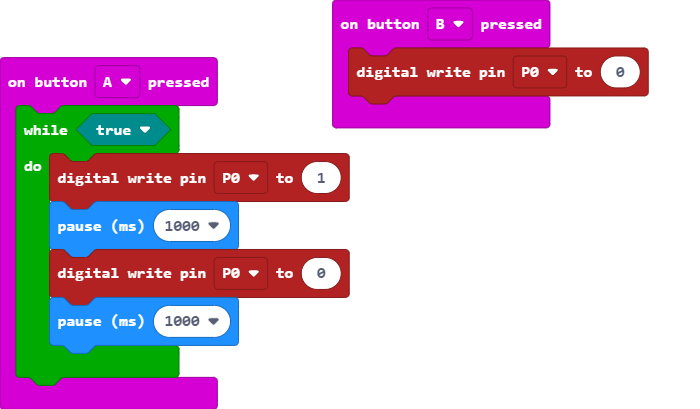 on button A pressed
while true
do
digital write pin P0 to 1
pause (ms) 1000
digital write pin P0 to 0
pause (ms) 1000
on button B pressed
digital write pin P0 to 0